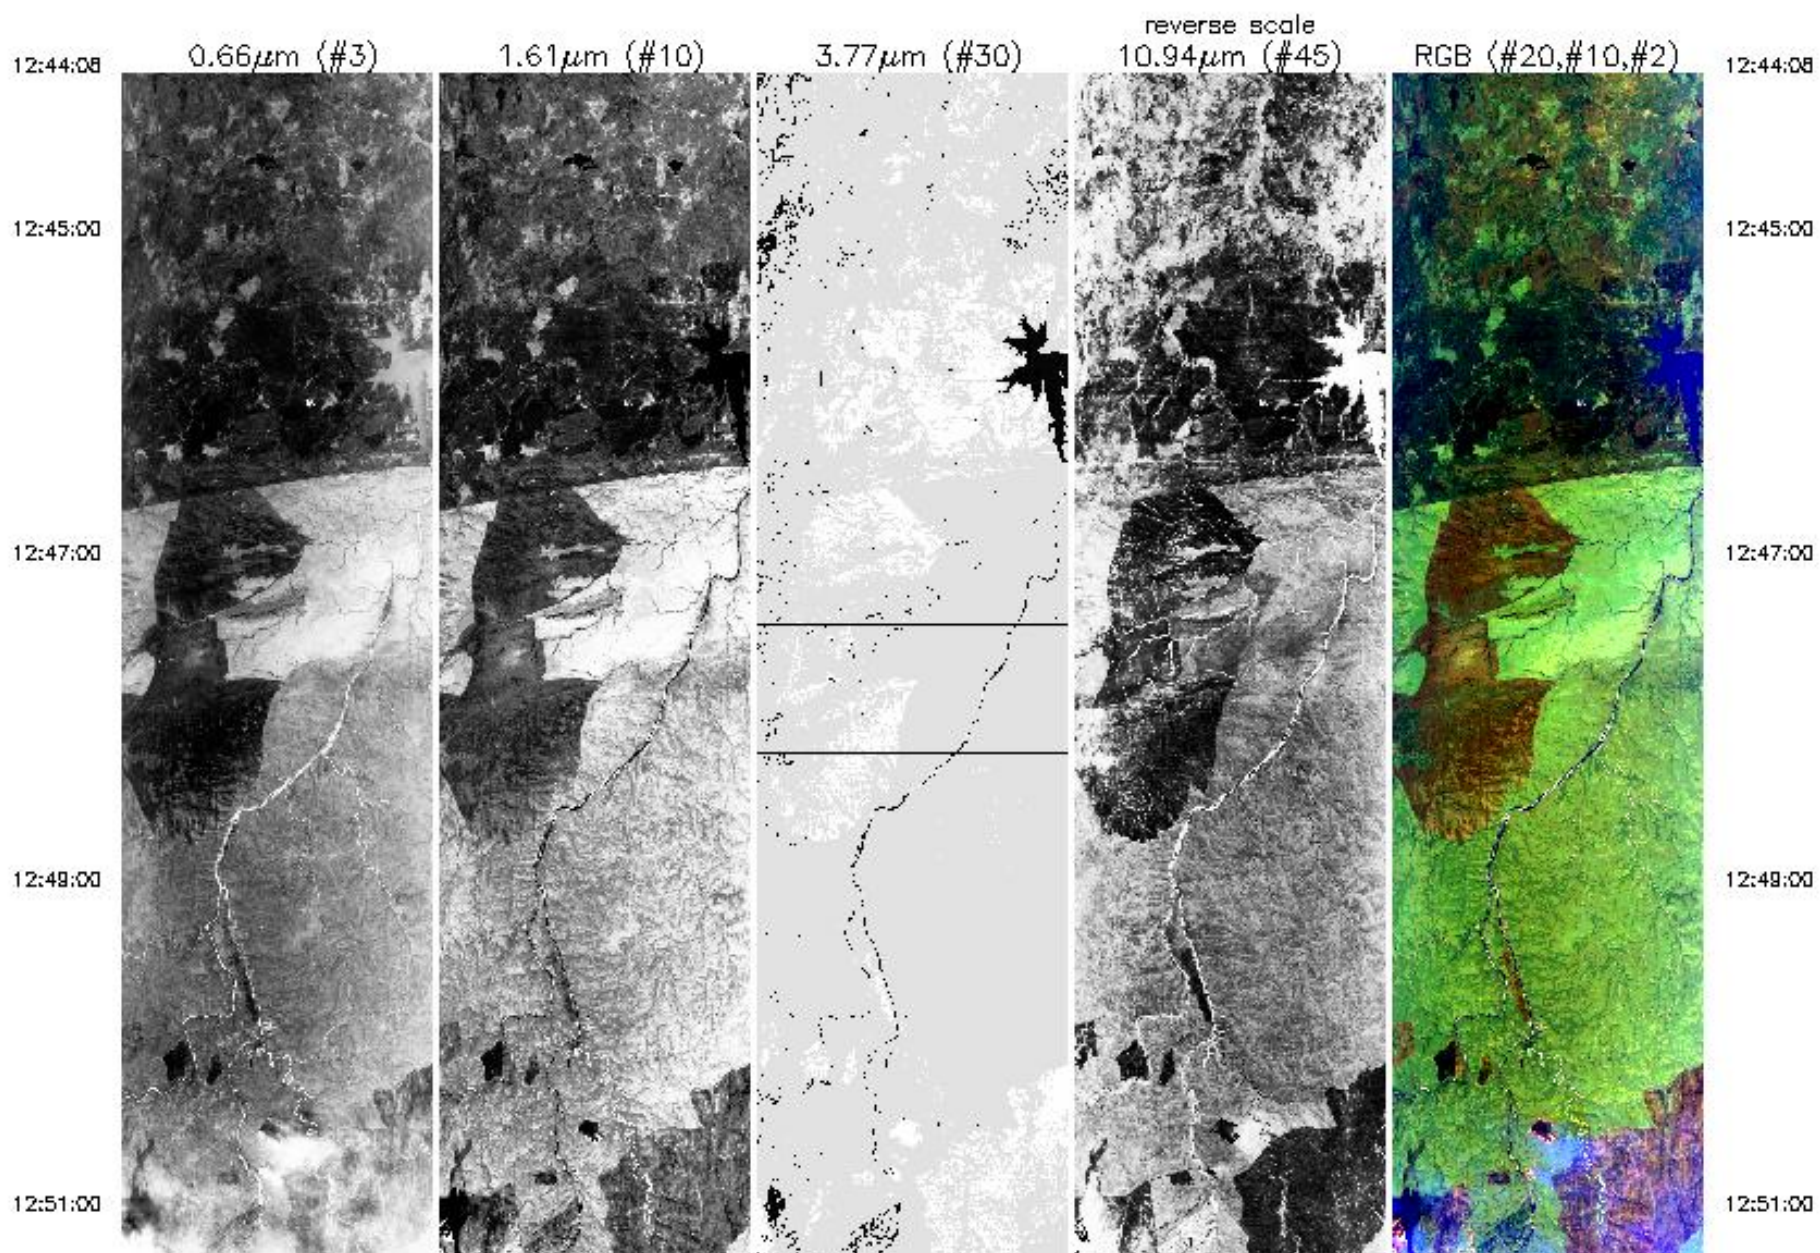 reverse scale
0.66μm (#3) 1.61μm (#10) 3.77μm (#30) 10.94μm (#45) RGB (#20,#10,#2)
12:44:08 12:44:08
12:45:00 12:45:00
12:47:00 12:47:00
12:49:00 12:49:00
12:51:00 12:51:00